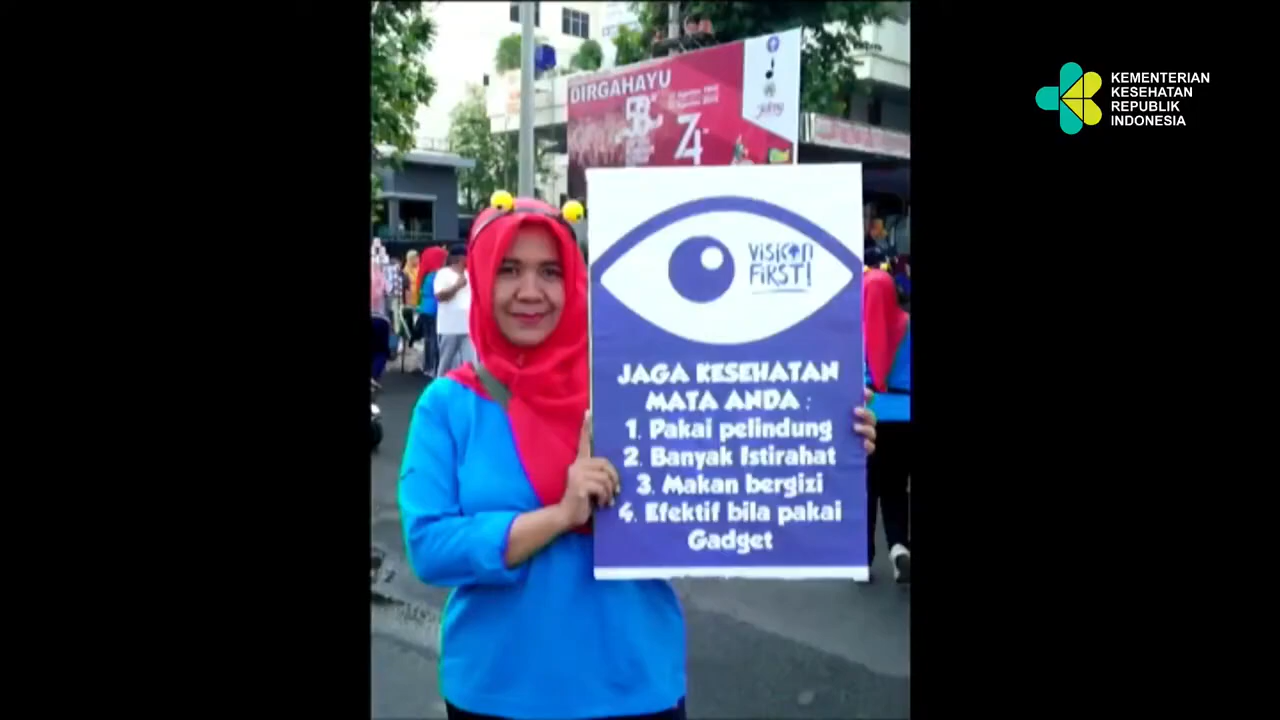 KEMENTERIAN
KESEHATAN
REPUBLIK
INDONESIA
DIRGAHAYU
74
VISION
FIRST!
JAGA KESEHATAN
MATA ANDA :
1. Pakai pelindung
2. Banyak Istirahat
3. Makan bergizi
4. Efektif bila pakai
Gadget